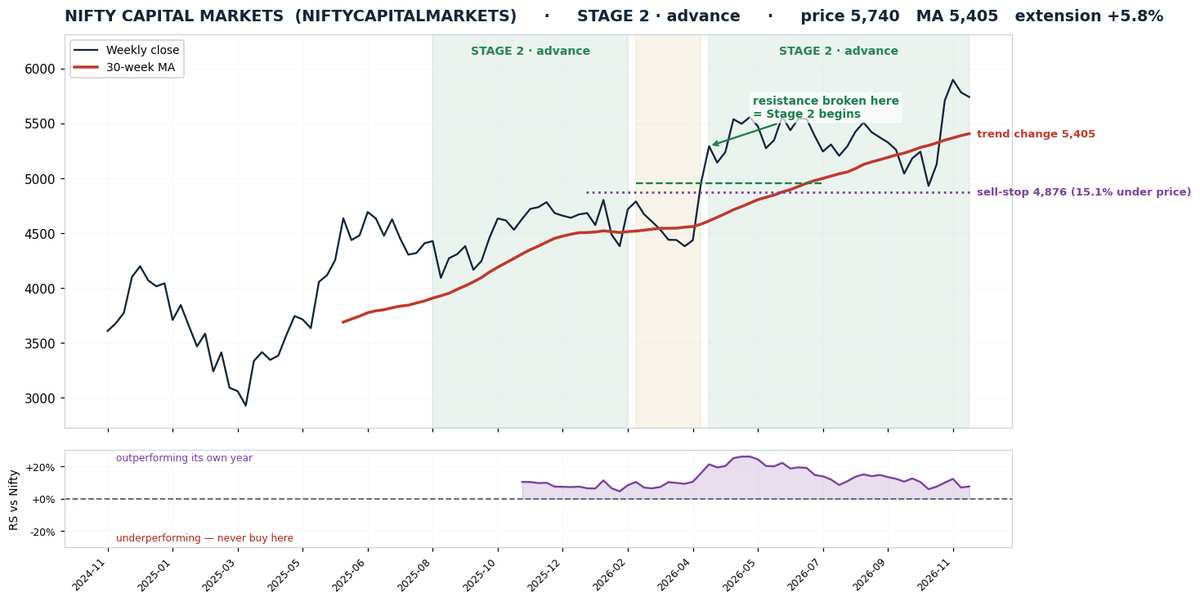 NIFTY CAPITAL MARKETS (NIFTYCAPITALMARKETS) · STAGE 2 · advance · price 5,740 MA 5,405 extension +5.8%
Weekly close
30-week MA
STAGE 2 · advance
STAGE 2 · advance
resistance broken here
= Stage 2 begins
trend change 5,405
sell-stop 4,876 (15.1% under price)
6000
5500
5000
4500
4000
3500
3000
RS vs Nifty
+20%
+0%
-20%
outperforming its own year
underperforming — never buy here
2024-11
2025-01
2025-03
2025-05
2025-06
2025-08
2025-10
2025-12
2026-02
2026-04
2026-05
2026-07
2026-09
2026-11